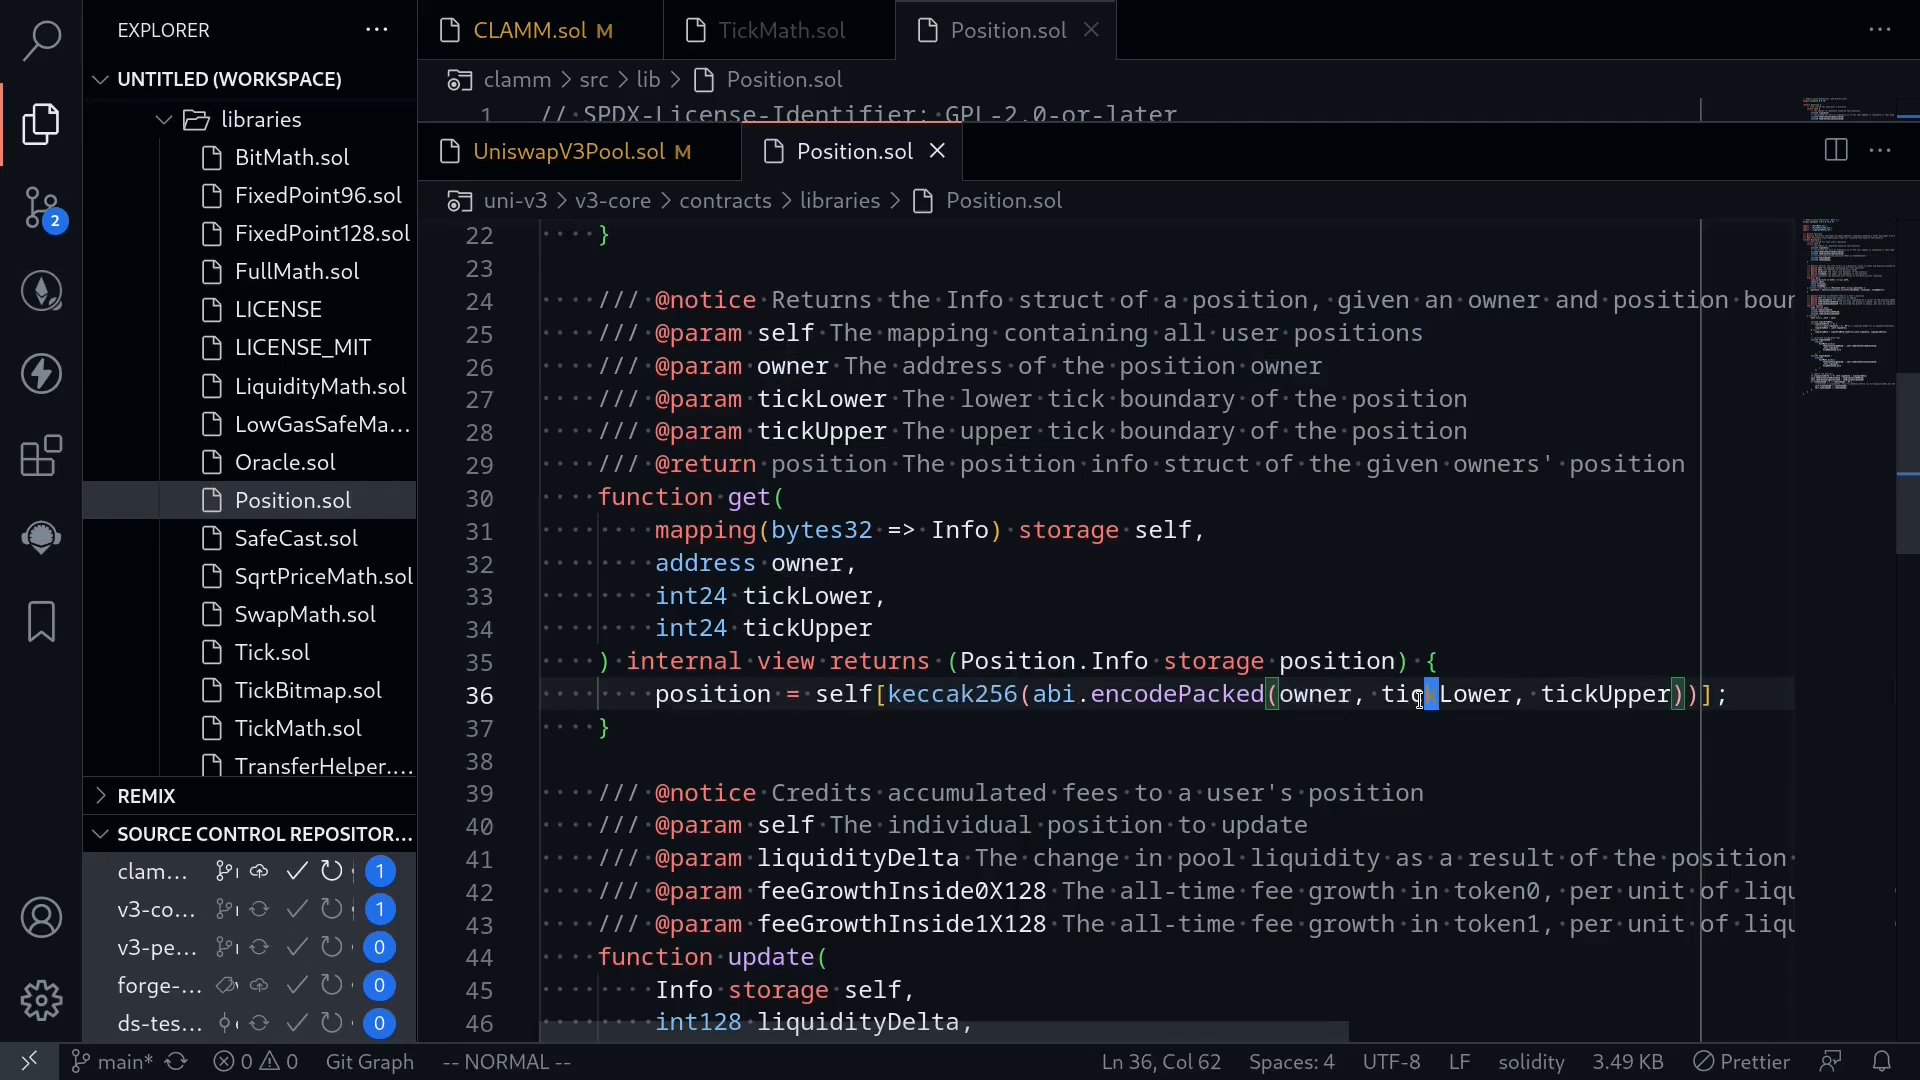 EXPLORER
UNTITLED (WORKSPACE)
libraries
BitMath.sol
FixedPoint96.sol
FixedPoint128.sol
FullMath.sol
LICENSE
LICENSE_MIT
LiquidityMath.sol
LowGasSafeMa...
Oracle.sol
Position.sol
SafeCast.sol
SqrtPriceMath.sol
SwapMath.sol
Tick.sol
TickBitmap.sol
TickMath.sol
TransferHelper....
REMIX
SOURCE CONTROL REPOSITOR...
clam... 1
v3-co... 1
v3-pe... 0
forge-... 0
ds-tes... 0
2
CLAMM.sol M TickMath.sol Position.sol
clamm > src > lib > Position.sol
1 // SPDX-License-Identifier: GPL-2.0-or-later
UniswapV3Pool.sol M Position.sol
uni-v3 > v3-core > contracts > libraries > Position.sol
22 }
23
24 /// @notice Returns the Info struct of a position, given an owner and position boun
25 /// @param self The mapping containing all user positions
26 /// @param owner The address of the position owner
27 /// @param tickLower The lower tick boundary of the position
28 /// @param tickUpper The upper tick boundary of the position
29 /// @return position The position info struct of the given owners' position
30 function get(
31 mapping(bytes32 => Info) storage self,
32 address owner,
33 int24 tickLower,
34 int24 tickUpper
35 ) internal view returns (Position.Info storage position) {
36 position = self[keccak256(abi.encodePacked(owner, tickLower, tickUpper))];
37 }
38
39 /// @notice Credits accumulated fees to a user's position
40 /// @param self The individual position to update
41 /// @param liquidityDelta The change in pool liquidity as a result of the position
42 /// @param feeGrowthInside0X128 The all-time fee growth in token0, per unit of liqu
43 /// @param feeGrowthInside1X128 The all-time fee growth in token1, per unit of liqu
44 function update(
45 Info storage self,
46 int128 liquidityDelta,
main* 0 0 Git Graph -- NORMAL -- Ln 36, Col 62 Spaces: 4 UTF-8 LF solidity 3.49 KB Prettier